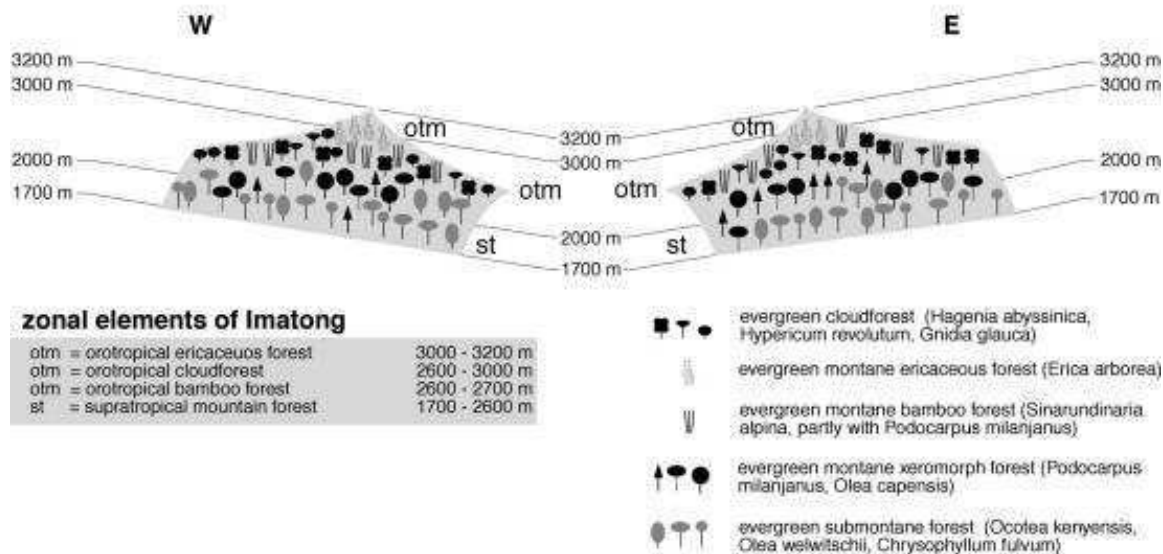 W
E
3200 m
3000 m
2000 m
1700 m
otm
otm
st
3200 m
3000 m
2000 m
1700 m
otm
otm
st
3200 m
3000 m
2000 m
1700 m
zonal elements of Imatong
otm = orotropical ericaceuos forest 3000 - 3200 m
otm = orotropical cloudforest 2600 - 3000 m
otm = orotropical bamboo forest 2600 - 2700 m
st = supratropical mountain forest 1700 - 2600 m
evergreen cloudforest (Hagenia abyssinica,
Hypericum revolutum, Gnidia glauca)
evergreen montane ericaceous forest (Erica arborea)
evergreen montane bamboo forest (Sinarundinaria
alpina, partly with Podocarpus milanjanus)
evergreen montane xeromorph forest (Podocarpus
milanjanus, Olea capensis)
evergreen submontane forest (Ocotea kenyensis,
Olea welwitschii, Chrysophyllum fulvum)